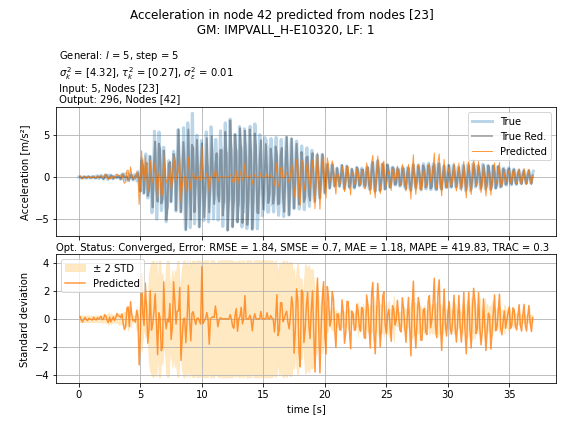 Acceleration in node 42 predicted from nodes [23]
GM: IMPVALL_H-E10320, LF: 1
General: l = 5, step = 5
σ²_k = [4.32], τ²_k = [0.27], σ²_ε = 0.01
Input: 5, Nodes [23]
Output: 296, Nodes [42]
Acceleration [m/s²]
5
0
−5
True
True Red.
Predicted
Opt. Status: Converged, Error: RMSE = 1.84, SMSE = 0.7, MAE = 1.18, MAPE = 419.83, TRAC = 0.3
Standard deviation
4
2
0
−2
−4
± 2 STD
Predicted
0 5 10 15 20 25 30 35
time [s]